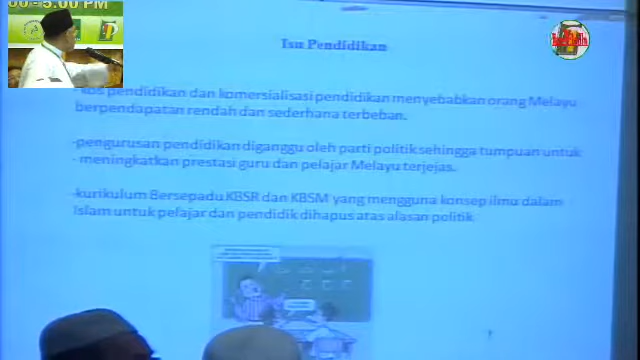 00-5:00 PM
Isu Pendidikan
-kos pendidikan dan komersialisasi pendidikan menyebabkan orang Melayu
berpendapatan rendah dan sederhana terbeban.
-pengurusan pendidikan diganggu oleh parti politik sehingga tumpuan untuk
- meningkatkan prestasi guru dan pelajar Melayu terjejas.
-kurikulum Bersepadu KBSR dan KBSM yang mengguna konsep ilmu dalam
Islam untuk pelajar dan pendidik dihapus atas alasan politik